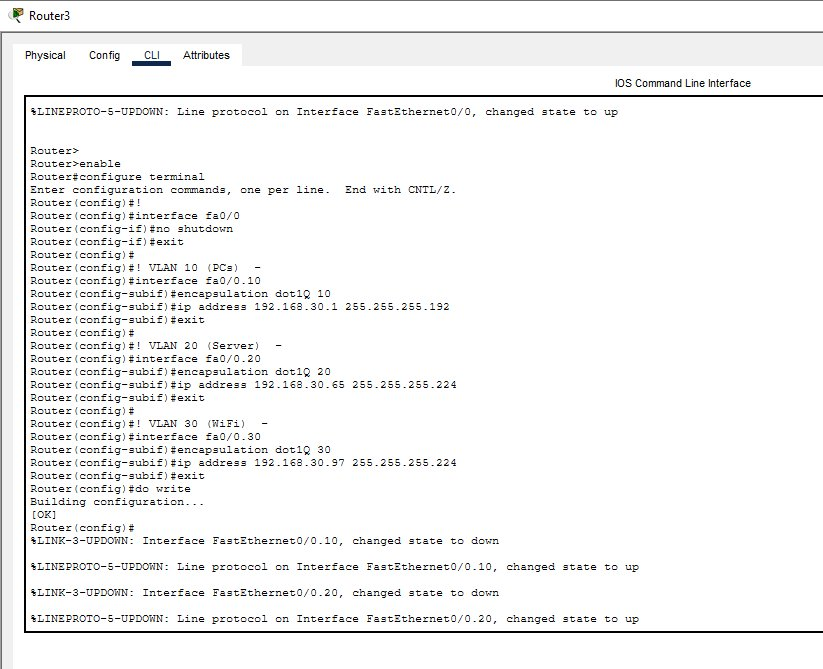 Router3
Physical Config CLI Attributes
IOS Command Line Interface
%LINEPROTO-5-UPDOWN: Line protocol on Interface FastEthernet0/0, changed state to up
Router>
Router>enable
Router#configure terminal
Enter configuration commands, one per line.  End with CNTL/Z.
Router(config)#!
Router(config)#interface fa0/0
Router(config-if)#no shutdown
Router(config-if)#exit
Router(config)#
Router(config)#! VLAN 10 (PCs)  -
Router(config)#interface fa0/0.10
Router(config-subif)#encapsulation dot1Q 10
Router(config-subif)#ip address 192.168.30.1 255.255.255.192
Router(config-subif)#exit
Router(config)#
Router(config)#! VLAN 20 (Server)  -
Router(config)#interface fa0/0.20
Router(config-subif)#encapsulation dot1Q 20
Router(config-subif)#ip address 192.168.30.65 255.255.255.224
Router(config-subif)#exit
Router(config)#
Router(config)#! VLAN 30 (WiFi)  -
Router(config)#interface fa0/0.30
Router(config-subif)#encapsulation dot1Q 30
Router(config-subif)#ip address 192.168.30.97 255.255.255.224
Router(config-subif)#exit
Router(config)#do write
Building configuration...
[OK]
Router(config)#
%LINK-3-UPDOWN: Interface FastEthernet0/0.10, changed state to down
%LINEPROTO-5-UPDOWN: Line protocol on Interface FastEthernet0/0.10, changed state to up
%LINK-3-UPDOWN: Interface FastEthernet0/0.20, changed state to down
%LINEPROTO-5-UPDOWN: Line protocol on Interface FastEthernet0/0.20, changed state to up